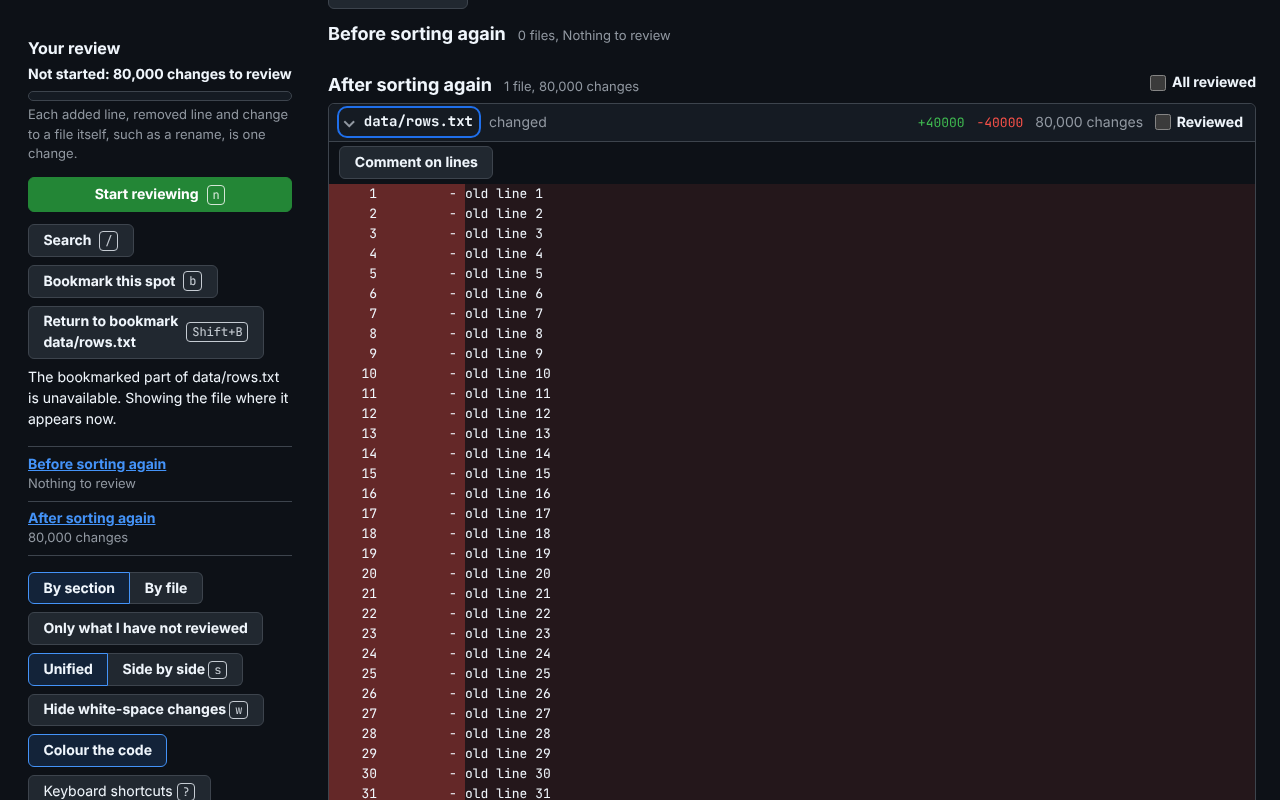 Your review
Not started: 80,000 changes to review
Each added line, removed line and change
to a file itself, such as a rename, is one
change.
Start reviewing n
Search /
Bookmark this spot b
Return to bookmark
data/rows.txt Shift+B
The bookmarked part of data/rows.txt
is unavailable. Showing the file where it
appears now.
Before sorting again
Nothing to review
After sorting again
80,000 changes
By section By file
Only what I have not reviewed
Unified Side by side s
Hide white-space changes w
Colour the code
Keyboard shortcuts ?
Before sorting again 0 files, Nothing to review
After sorting again 1 file, 80,000 changes All reviewed
data/rows.txt changed +40000 -40000 80,000 changes Reviewed
Comment on lines
1 - old line 1
2 - old line 2
3 - old line 3
4 - old line 4
5 - old line 5
6 - old line 6
7 - old line 7
8 - old line 8
9 - old line 9
10 - old line 10
11 - old line 11
12 - old line 12
13 - old line 13
14 - old line 14
15 - old line 15
16 - old line 16
17 - old line 17
18 - old line 18
19 - old line 19
20 - old line 20
21 - old line 21
22 - old line 22
23 - old line 23
24 - old line 24
25 - old line 25
26 - old line 26
27 - old line 27
28 - old line 28
29 - old line 29
30 - old line 30
31 - old line 31